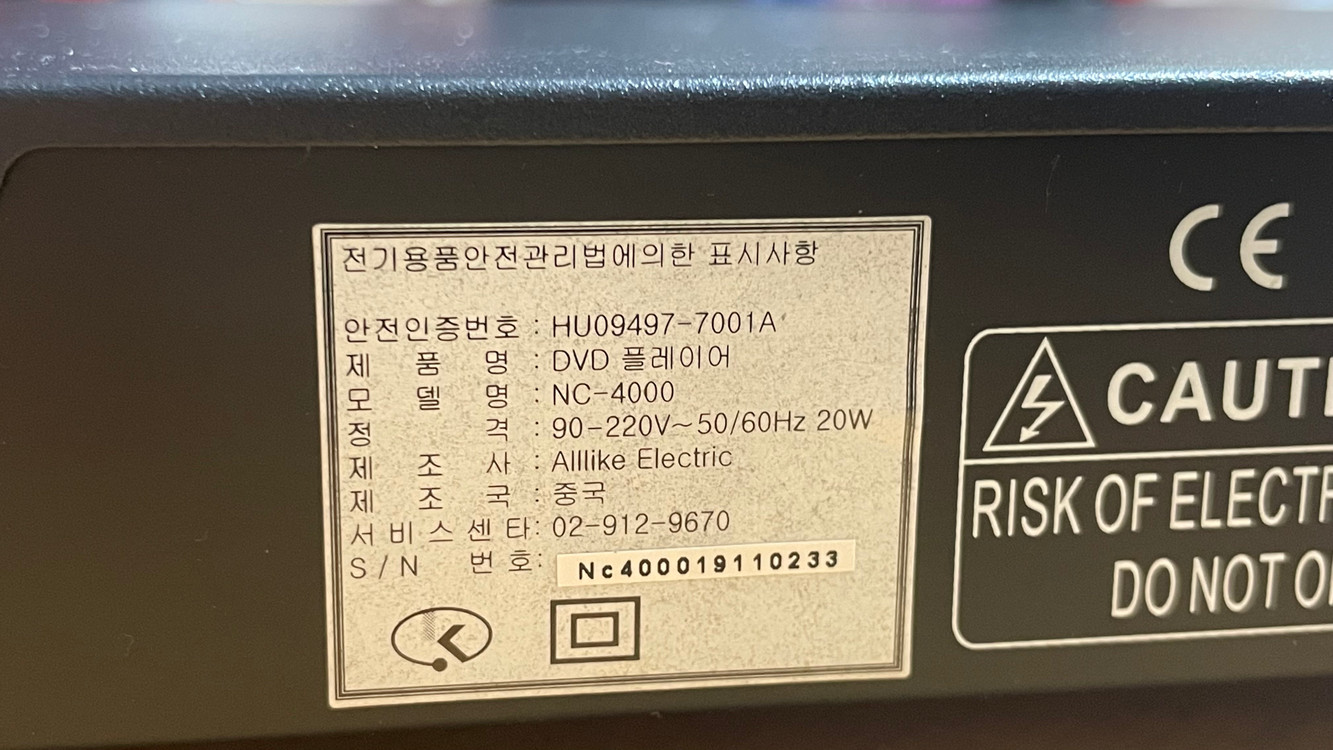 전기용품안전관리법에의한 표시사항
안전인증번호 : HU09497-7001A
제 품 명 : DVD 플레이어
모 델 명 : NC-4000
정 격 : 90-220V~50/60Hz 20W
제 조 사 : Alllike Electric
제 조 국 : 중국
서 비 스 센 타: 02-912-9670
S/N 번호: Nc400019110233
CE
CAUTI
RISK OF ELECTR
DO NOT O